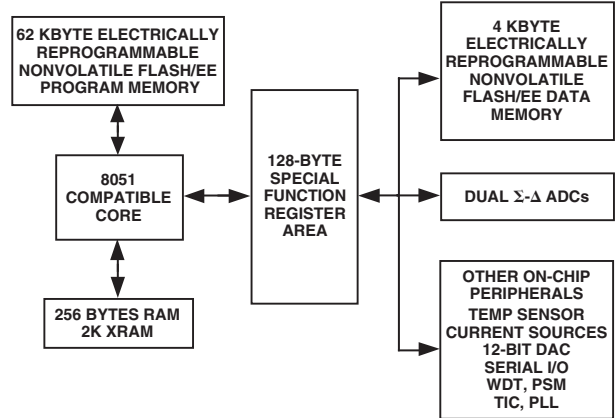 62 KBYTE ELECTRICALLY
REPROGRAMMABLE
NONVOLATILE FLASH/EE
PROGRAM MEMORY
8051
COMPATIBLE
CORE
256 BYTES RAM
2K XRAM
128-BYTE
SPECIAL
FUNCTION
REGISTER
AREA
4 KBYTE
ELECTRICALLY
REPROGRAMMABLE
NONVOLATILE
FLASH/EE DATA
MEMORY
DUAL Σ-Δ ADCs
OTHER ON-CHIP
PERIPHERALS
TEMP SENSOR
CURRENT SOURCES
12-BIT DAC
SERIAL I/O
WDT, PSM
TIC, PLL